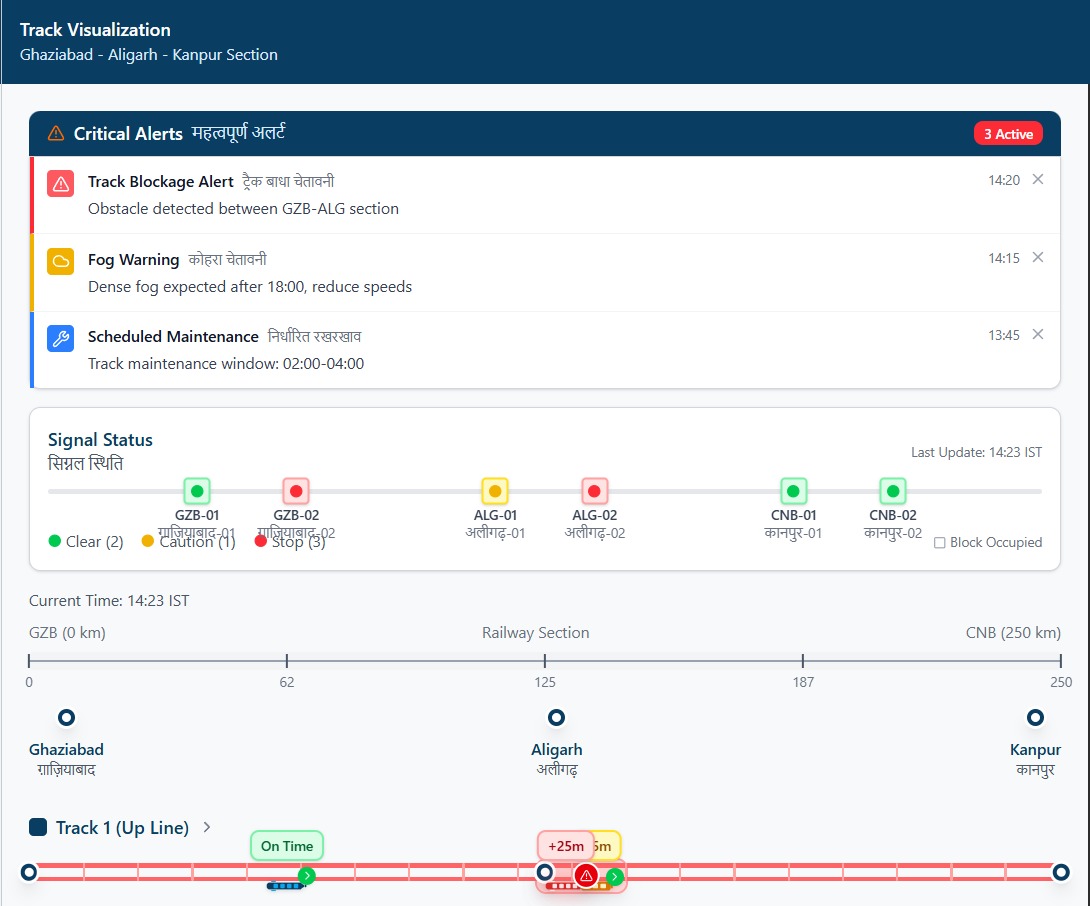 Track Visualization
Ghaziabad - Aligarh - Kanpur Section
Critical Alerts महत्वपूर्ण अलर्ट 3 Active
Track Blockage Alert ट्रैक बाधा चेतावनी 14:20
Obstacle detected between GZB-ALG section
Fog Warning कोहरा चेतावनी 14:15
Dense fog expected after 18:00, reduce speeds
Scheduled Maintenance निर्धारित रखरखाव 13:45
Track maintenance window: 02:00-04:00
Signal Status
सिग्नल स्थिति
Last Update: 14:23 IST
GZB-01 GZB-02 ALG-01 ALG-02 CNB-01 CNB-02
गाज़ियाबाद-01 गाज़ियाबाद-02 अलीगढ़-01 अलीगढ़-02 कानपुर-01 कानपुर-02
Clear (2) Caution (1) Stop (3) Block Occupied
Current Time: 14:23 IST
GZB (0 km) Railway Section CNB (250 km)
0 62 125 187 250
Ghaziabad Aligarh Kanpur
ग़ाज़ियाबाद अलीगढ़ कानपुर
Track 1 (Up Line)
On Time +25m